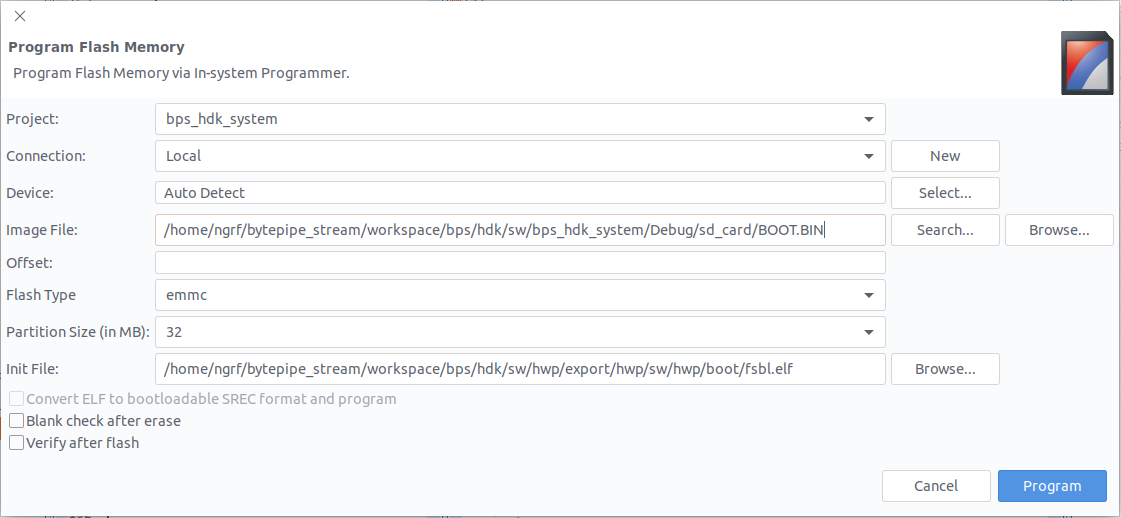 Program Flash Memory
Program Flash Memory via In-system Programmer.
Project: bps_hdk_system
Connection: Local New
Device: Auto Detect Select...
Image File: /home/ngrf/bytepipe_stream/workspace/bps/hdk/sw/bps_hdk_system/Debug/sd_card/BOOT.BIN Search... Browse...
Offset:
Flash Type emmc
Partition Size (in MB): 32
Init File: /home/ngrf/bytepipe_stream/workspace/bps/hdk/sw/hwp/export/hwp/sw/hwp/boot/fsbl.elf Browse...
Convert ELF to bootloadable SREC format and program
Blank check after erase
Verify after flash
Cancel Program